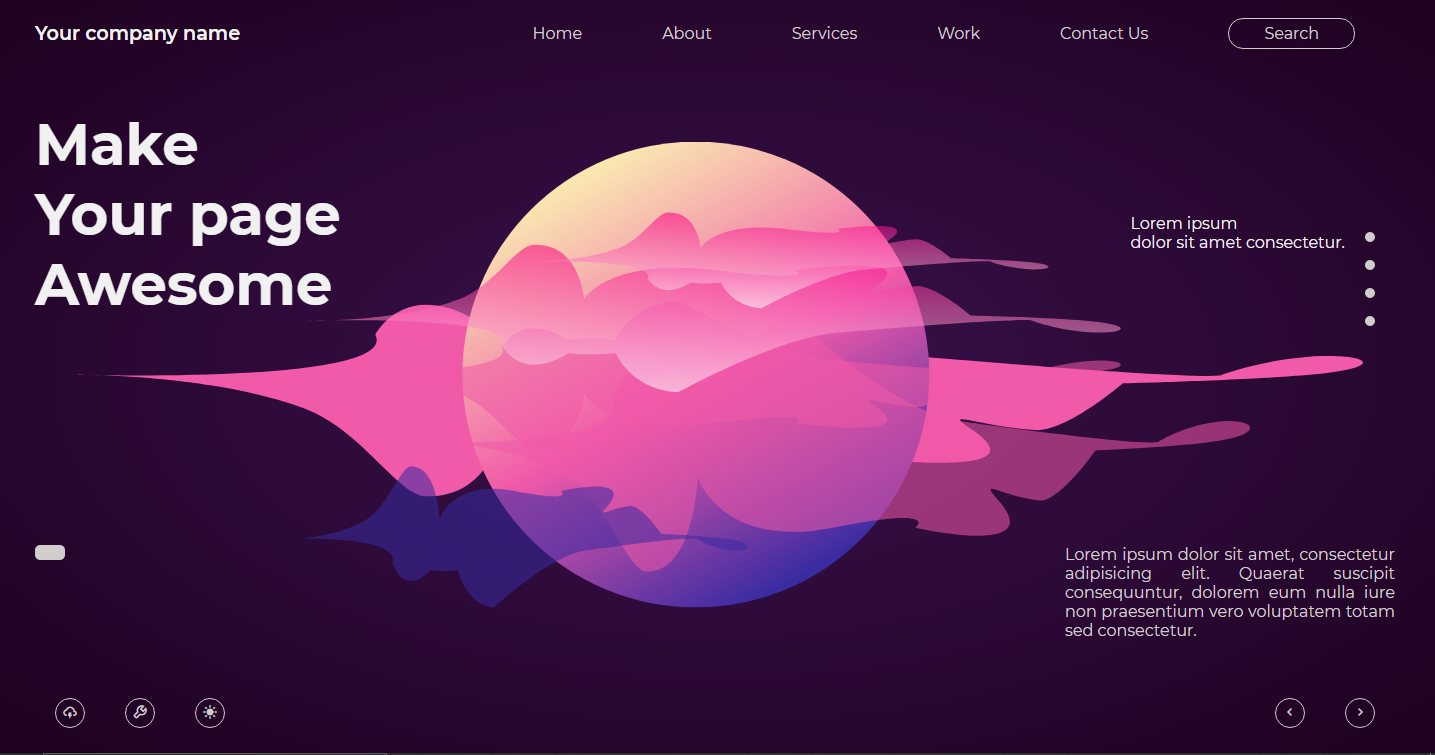 Your company name
Home
About
Services
Work
Contact Us
Search
Make
Your page
Awesome
Lorem ipsum
dolor sit amet consectetur.
Lorem ipsum dolor sit amet, consectetur
adipisicing elit. Quaerat suscipit
consequuntur, dolorem eum nulla iure
non praesentium vero voluptatem totam
sed consectetur.